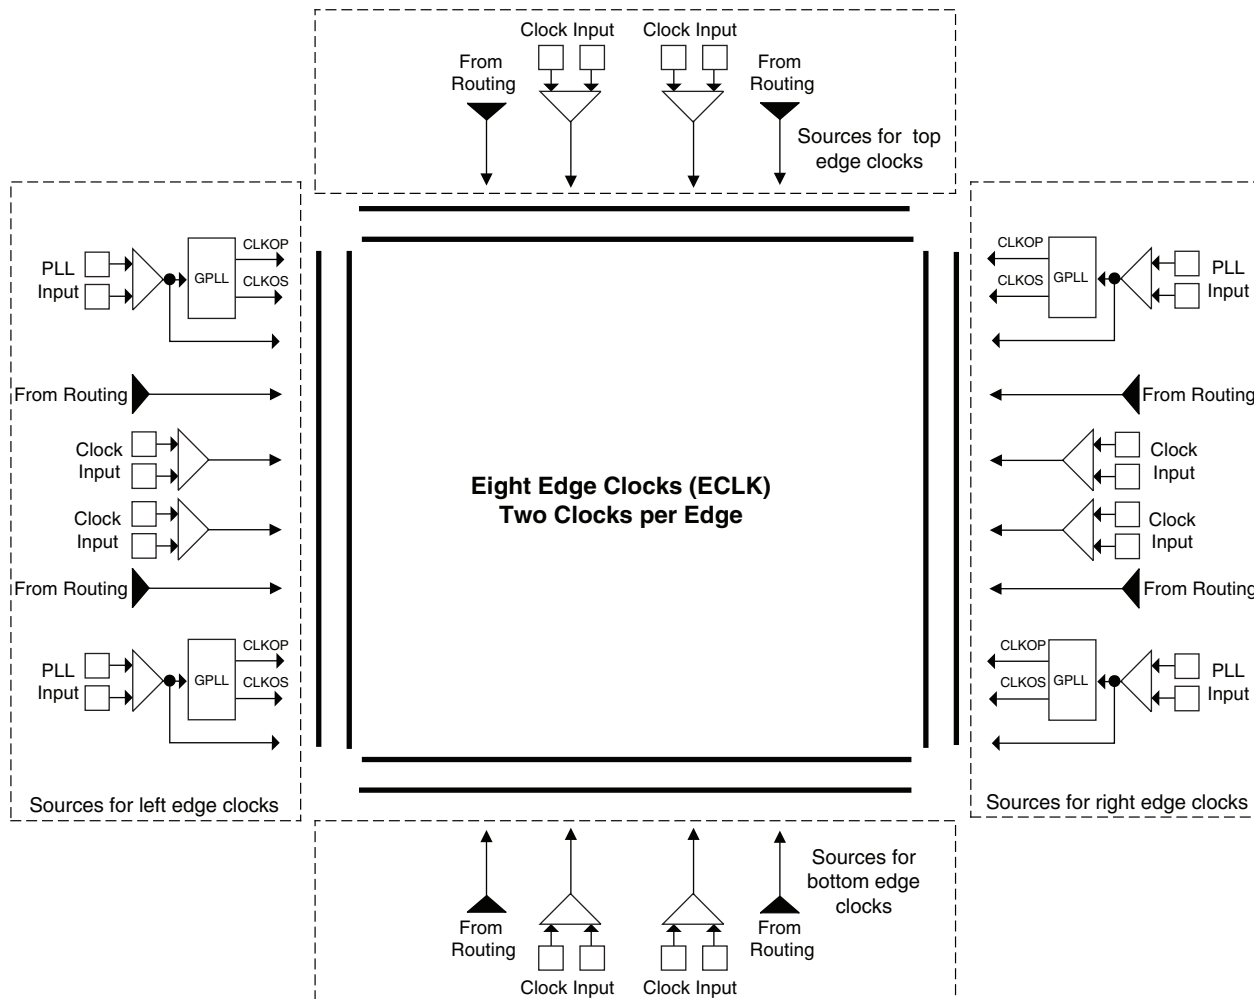 Clock Input
Clock Input
From
Routing
From
Routing
Sources for top
edge clocks
PLL
Input
GPLL
CLKOP
CLKOS
From Routing
Clock
Input
Clock
Input
From Routing
PLL
Input
GPLL
CLKOP
CLKOS
Sources for left edge clocks
Eight Edge Clocks (ECLK)
Two Clocks per Edge
CLKOP
CLKOS
GPLL
PLL
Input
From Routing
Clock
Input
Clock
Input
From Routing
CLKOP
CLKOS
GPLL
PLL
Input
Sources for right edge clocks
Sources for
bottom edge
clocks
From
Routing
From
Routing
Clock Input
Clock Input